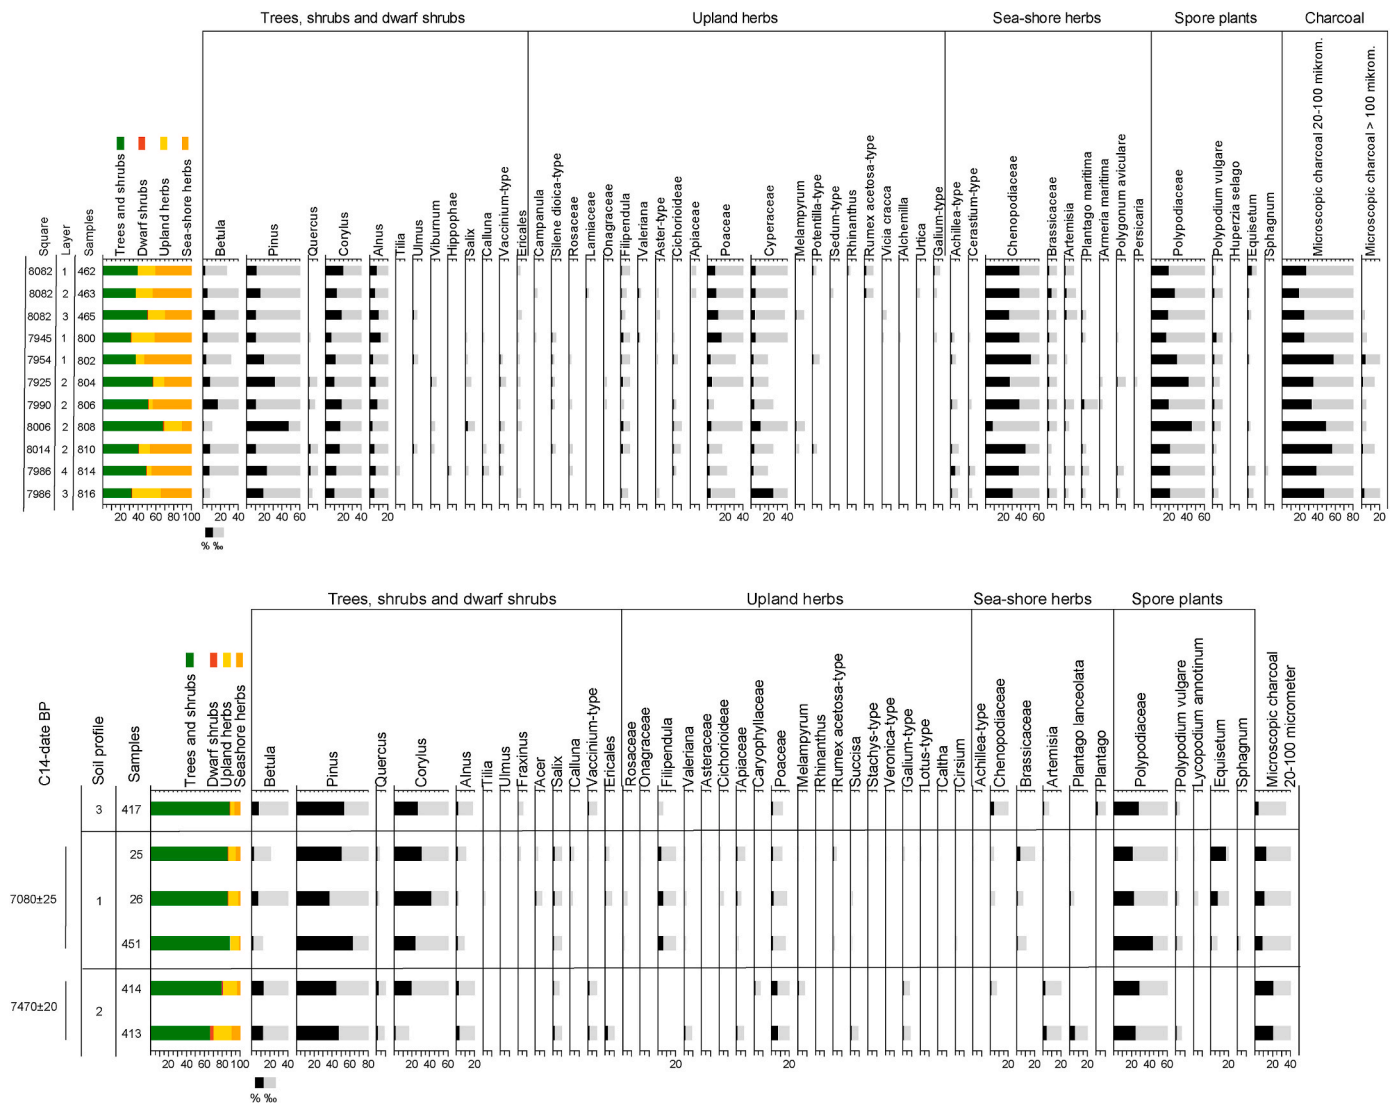 Trees, shrubs and dwarf shrubs Upland herbs Sea-shore herbs Spore plants Charcoal
Square
Layer
Samples
Trees and shrubs
Dwarf shrubs
Upland herbs
Sea-shore herbs
Betula
Pinus
Quercus
Corylus
Alnus
Tilia
Ulmus
Viburnum
Hippophae
Salix
Calluna
Vaccinium-type
Ericales
Campanula
Silene dioica-type
Rosaceae
Lamiaceae
Onagraceae
Filipendula
Valeriana
Aster-type
Cichorioideae
Apiaceae
Poaceae
Cyperaceae
Melampyrum
Potentilla-type
Sedum-type
Rhinanthus
Rumex acetosa-type
Vicia cracca
Alchemilla
Urtica
Galium-type
Achillea-type
Cerastium-type
Chenopodiaceae
Brassicaceae
Artemisia
Plantago maritima
Armeria maritima
Polygonum aviculare
Persicaria
Polypodiaceae
Polypodium vulgare
Huperzia selago
Equisetum
Sphagnum
Microscopic charcoal 20-100 mikrom.
Microscopic charcoal > 100 mikrom.
8082 1 462
8082 2 463
8082 3 465
7945 1 800
7954 1 802
7925 2 804
7990 2 806
8006 2 808
8014 2 810
7986 4 814
7986 3 816
20 40 60 80 100 20 40 20 40 60 20 40 20 20 40 20 40 20 40 60 20 40 60 20 40 60 80 20
% ‰
Trees, shrubs and dwarf shrubs Upland herbs Sea-shore herbs Spore plants
C14-date BP
Soil profile
Samples
Trees and shrubs
Dwarf shrubs
Upland herbs
Seashore herbs
Betula
Pinus
Quercus
Corylus
Alnus
Tilia
Ulmus
Fraxinus
Acer
Salix
Calluna
Vaccinium-type
Ericales
Rosaceae
Onagraceae
Filipendula
Valeriana
Asteraceae
Cichorioideae
Apiaceae
Caryophyllaceae
Poaceae
Melampyrum
Rhinanthus
Rumex acetosa-type
Succisa
Stachys-type
Veronica-type
Galium-type
Lotus-type
Caltha
Cirsium
Achillea-type
Chenopodiaceae
Brassicaceae
Artemisia
Plantago lanceolata
Plantago
Polypodiaceae
Polypodium vulgare
Lycopodium annotinum
Equisetum
Sphagnum
Microscopic charcoal
20-100 micrometer
3 417
25
7080±25 1 26
451
414
7470±20 2
413
20 40 60 80 100 20 40 20 40 60 80 20 40 60 20 20 20 20 20 20 20 20 40 60 20 20 40
% ‰